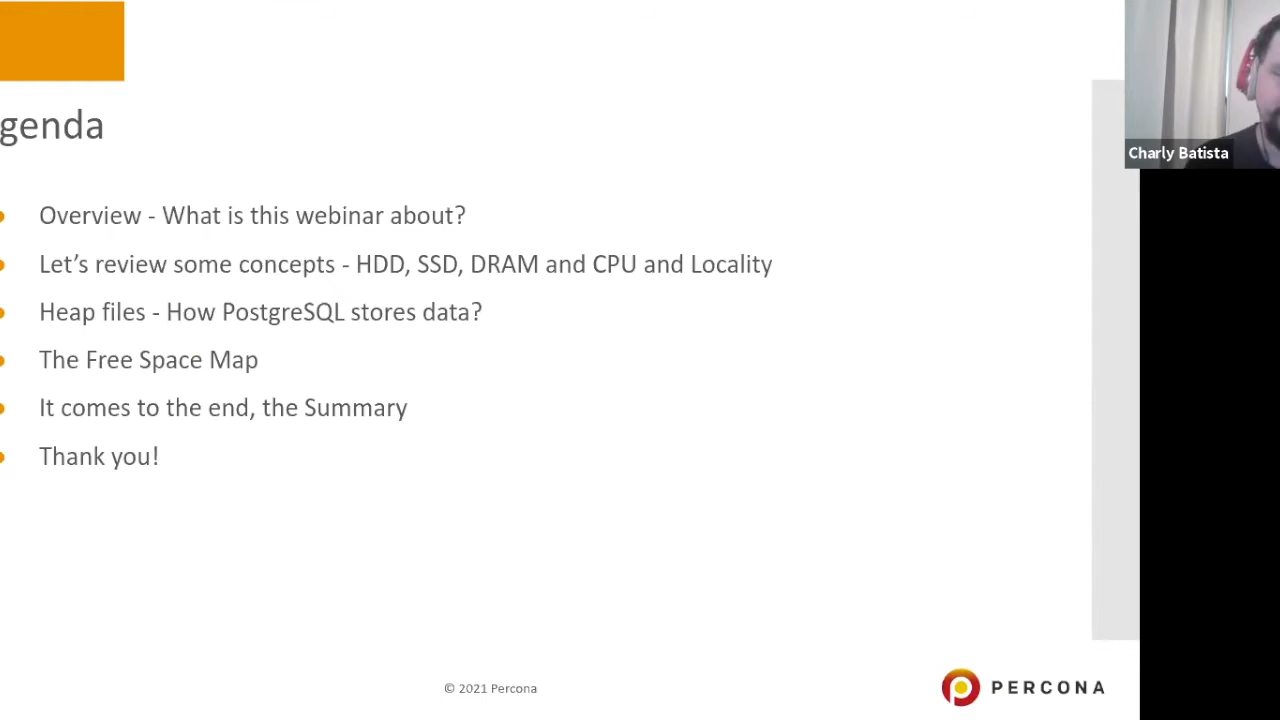 genda
Charly Batista
Overview - What is this webinar about?
Let’s review some concepts - HDD, SSD, DRAM and CPU and Locality
Heap files - How PostgreSQL stores data?
The Free Space Map
It comes to the end, the Summary
Thank you!
© 2021 Percona
PERCONA